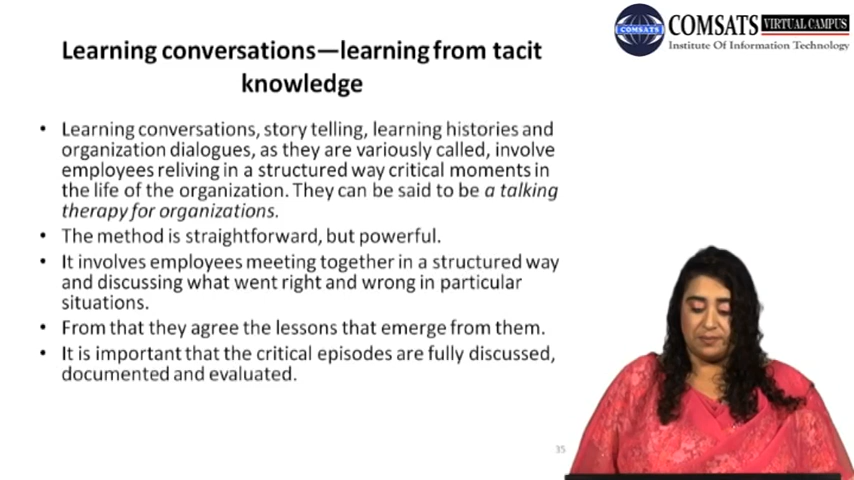 COMSATS VIRTUAL CAMPUS
COMSATS
Institute Of Information Technology
Learning conversations—learning from tacit
knowledge
• Learning conversations, story telling, learning histories and
organization dialogues, as they are variously called, involve
employees reliving in a structured way critical moments in
the life of the organization. They can be said to be a talking
therapy for organizations.
• The method is straightforward, but powerful.
• It involves employees meeting together in a structured way
and discussing what went right and wrong in particular
situations.
• From that they agree the lessons that emerge from them.
• It is important that the critical episodes are fully discussed,
documented and evaluated.
35